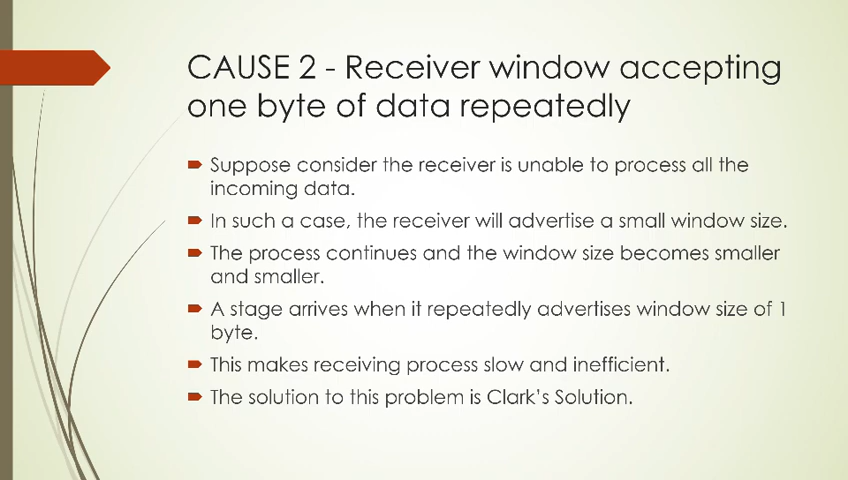 CAUSE 2 - Receiver window accepting
one byte of data repeatedly
Suppose consider the receiver is unable to process all the
incoming data.
In such a case, the receiver will advertise a small window size.
The process continues and the window size becomes smaller
and smaller.
A stage arrives when it repeatedly advertises window size of 1
byte.
This makes receiving process slow and inefficient.
The solution to this problem is Clark's Solution.